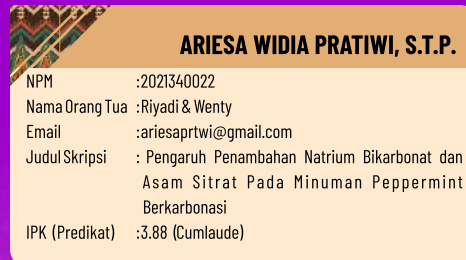 ARIESA WIDIA PRATIWI, S.T.P.
NPM :2021340022
Nama Orang Tua :Riyadi & Wenty
Email :ariesaprtwi@gmail.com
Judul Skripsi : Pengaruh Penambahan Natrium Bikarbonat dan
Asam Sitrat Pada Minuman Peppermint
Berkarbonasi
IPK (Predikat) :3.88 (Cumlaude)